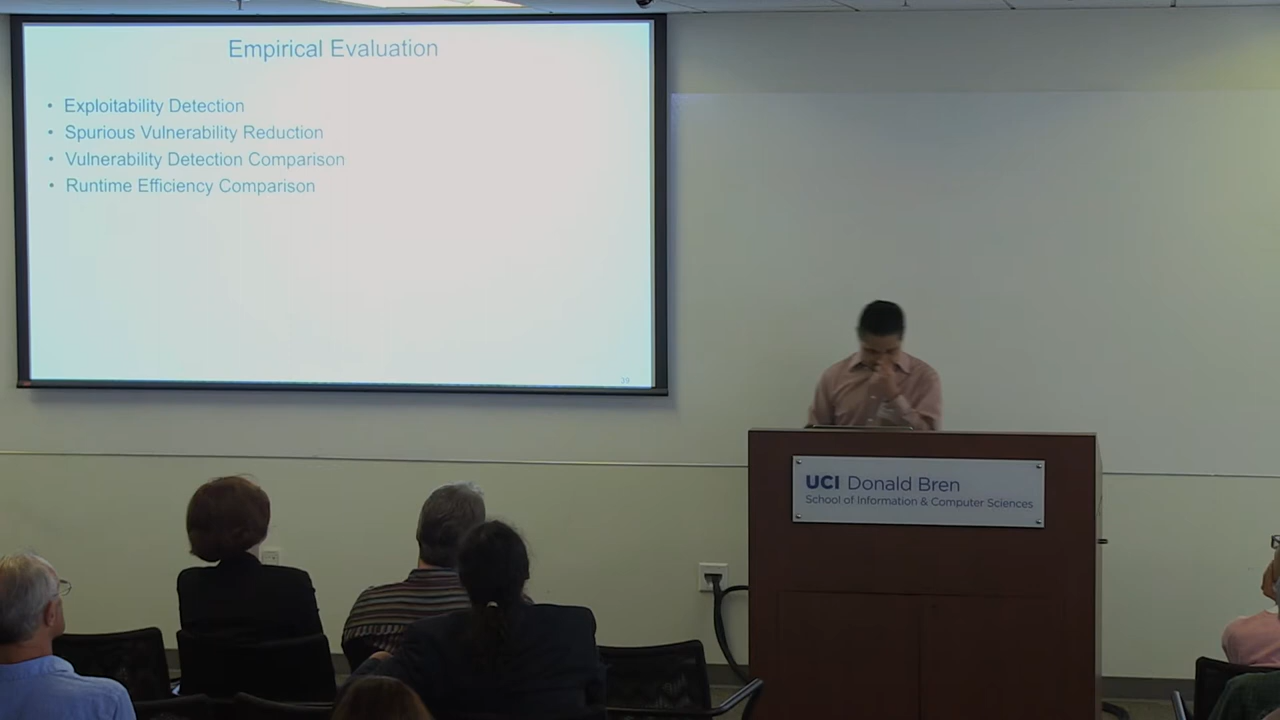 Empirical Evaluation
• Exploitability Detection
• Spurious Vulnerability Reduction
• Vulnerability Detection Comparison
• Runtime Efficiency Comparison
39
UCI Donald Bren
School of Information & Computer Sciences